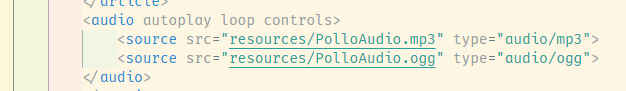 </article>
<audio autoplay loop controls>
<source src="resources/PolloAudio.mp3" type="audio/mp3">
<source src="resources/PolloAudio.ogg" type="audio/ogg">
</audio>